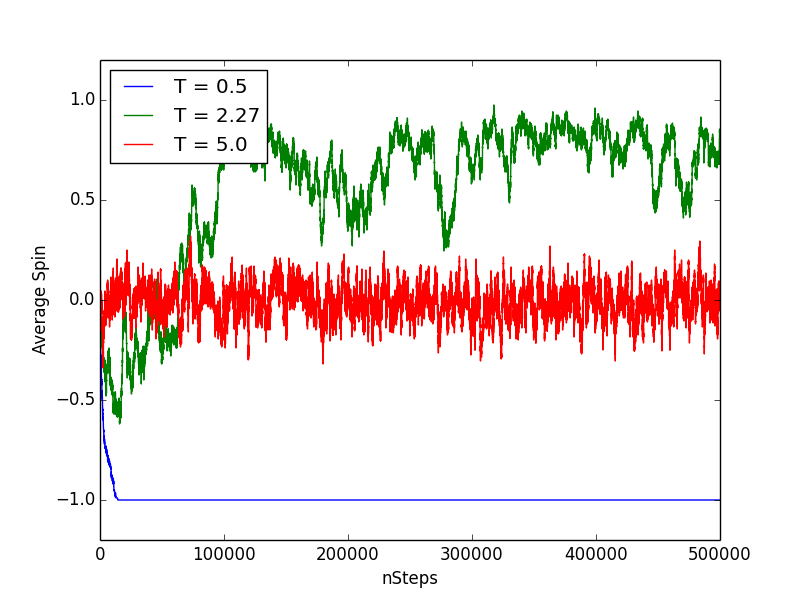 T = 0.5
T = 2.27
T = 5.0
1.0
0.5
0.0
−0.5
−1.0
Average Spin
0 100000 200000 300000 400000 500000
nSteps